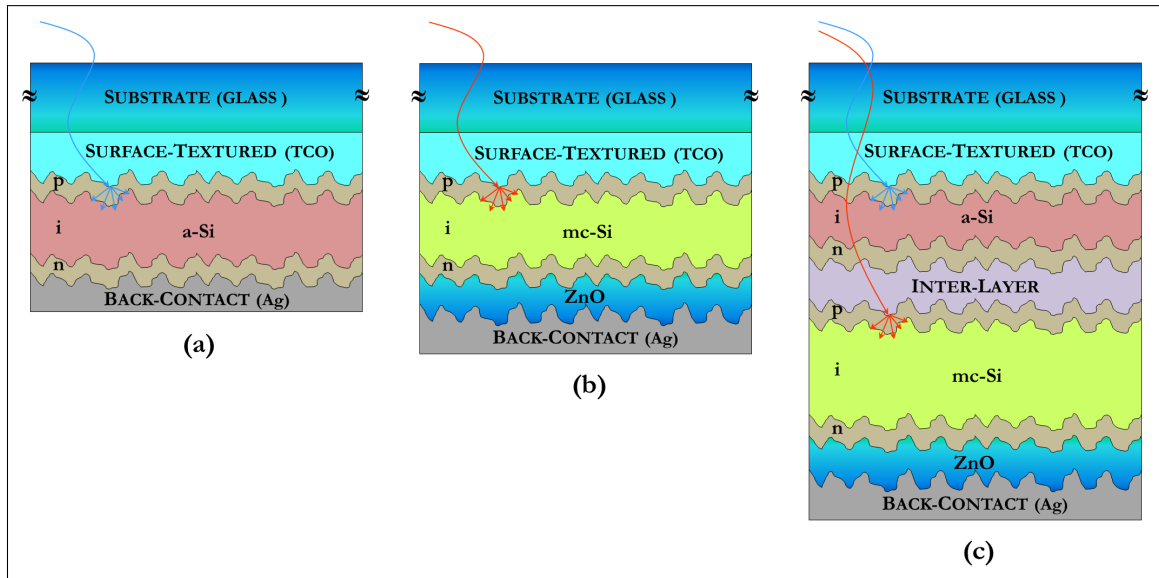 ≈ SUBSTRATE (GLASS ) ≈
SURFACE-TEXTURED (TCO)
p
i a-Si
n
BACK-CONTACT (Ag)
(a)
≈ SUBSTRATE (GLASS ) ≈
SURFACE-TEXTURED (TCO)
p
i mc-Si
n
ZnO
BACK-CONTACT (Ag)
(b)
≈ SUBSTRATE (GLASS ) ≈
SURFACE-TEXTURED (TCO)
p
i a-Si
n
INTER-LAYER
p
i mc-Si
n
ZnO
BACK-CONTACT (Ag)
(c)